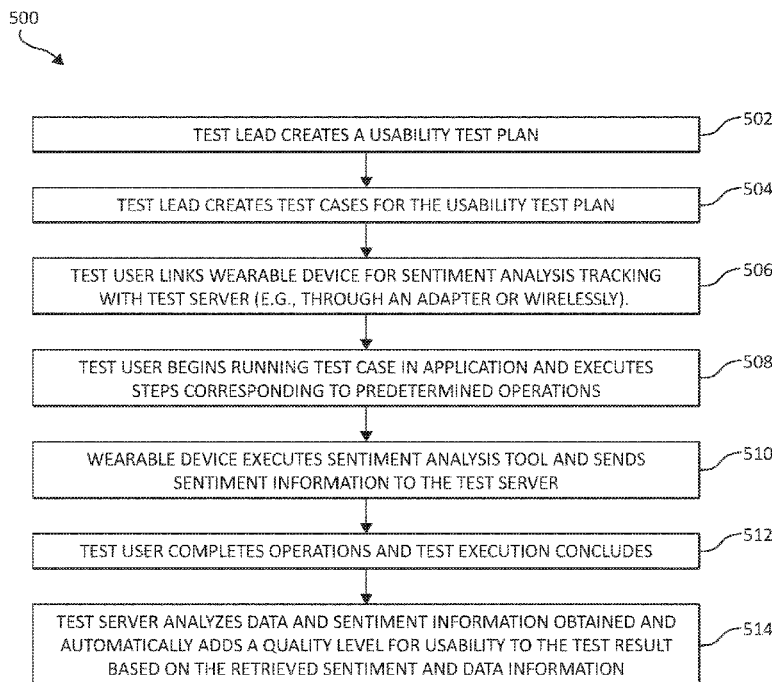 500
TEST LEAD CREATES A USABILITY TEST PLAN
502
TEST LEAD CREATES TEST CASES FOR THE USABILITY TEST PLAN
504
TEST USER LINKS WEARABLE DEVICE FOR SENTIMENT ANALYSIS TRACKING
WITH TEST SERVER (E.G., THROUGH AN ADAPTER OR WIRELESSLY).
506
TEST USER BEGINS RUNNING TEST CASE IN APPLICATION AND EXECUTES
STEPS CORRESPONDING TO PREDETERMINED OPERATIONS
508
WEARABLE DEVICE EXECUTES SENTIMENT ANALYSIS TOOL AND SENDS
SENTIMENT INFORMATION TO THE TEST SERVER
510
TEST USER COMPLETES OPERATIONS AND TEST EXECUTION CONCLUDES
512
TEST SERVER ANALYZES DATA AND SENTIMENT INFORMATION OBTAINED AND
AUTOMATICALLY ADDS A QUALITY LEVEL FOR USABILITY TO THE TEST RESULT
BASED ON THE RETRIEVED SENTIMENT AND DATA INFORMATION
514